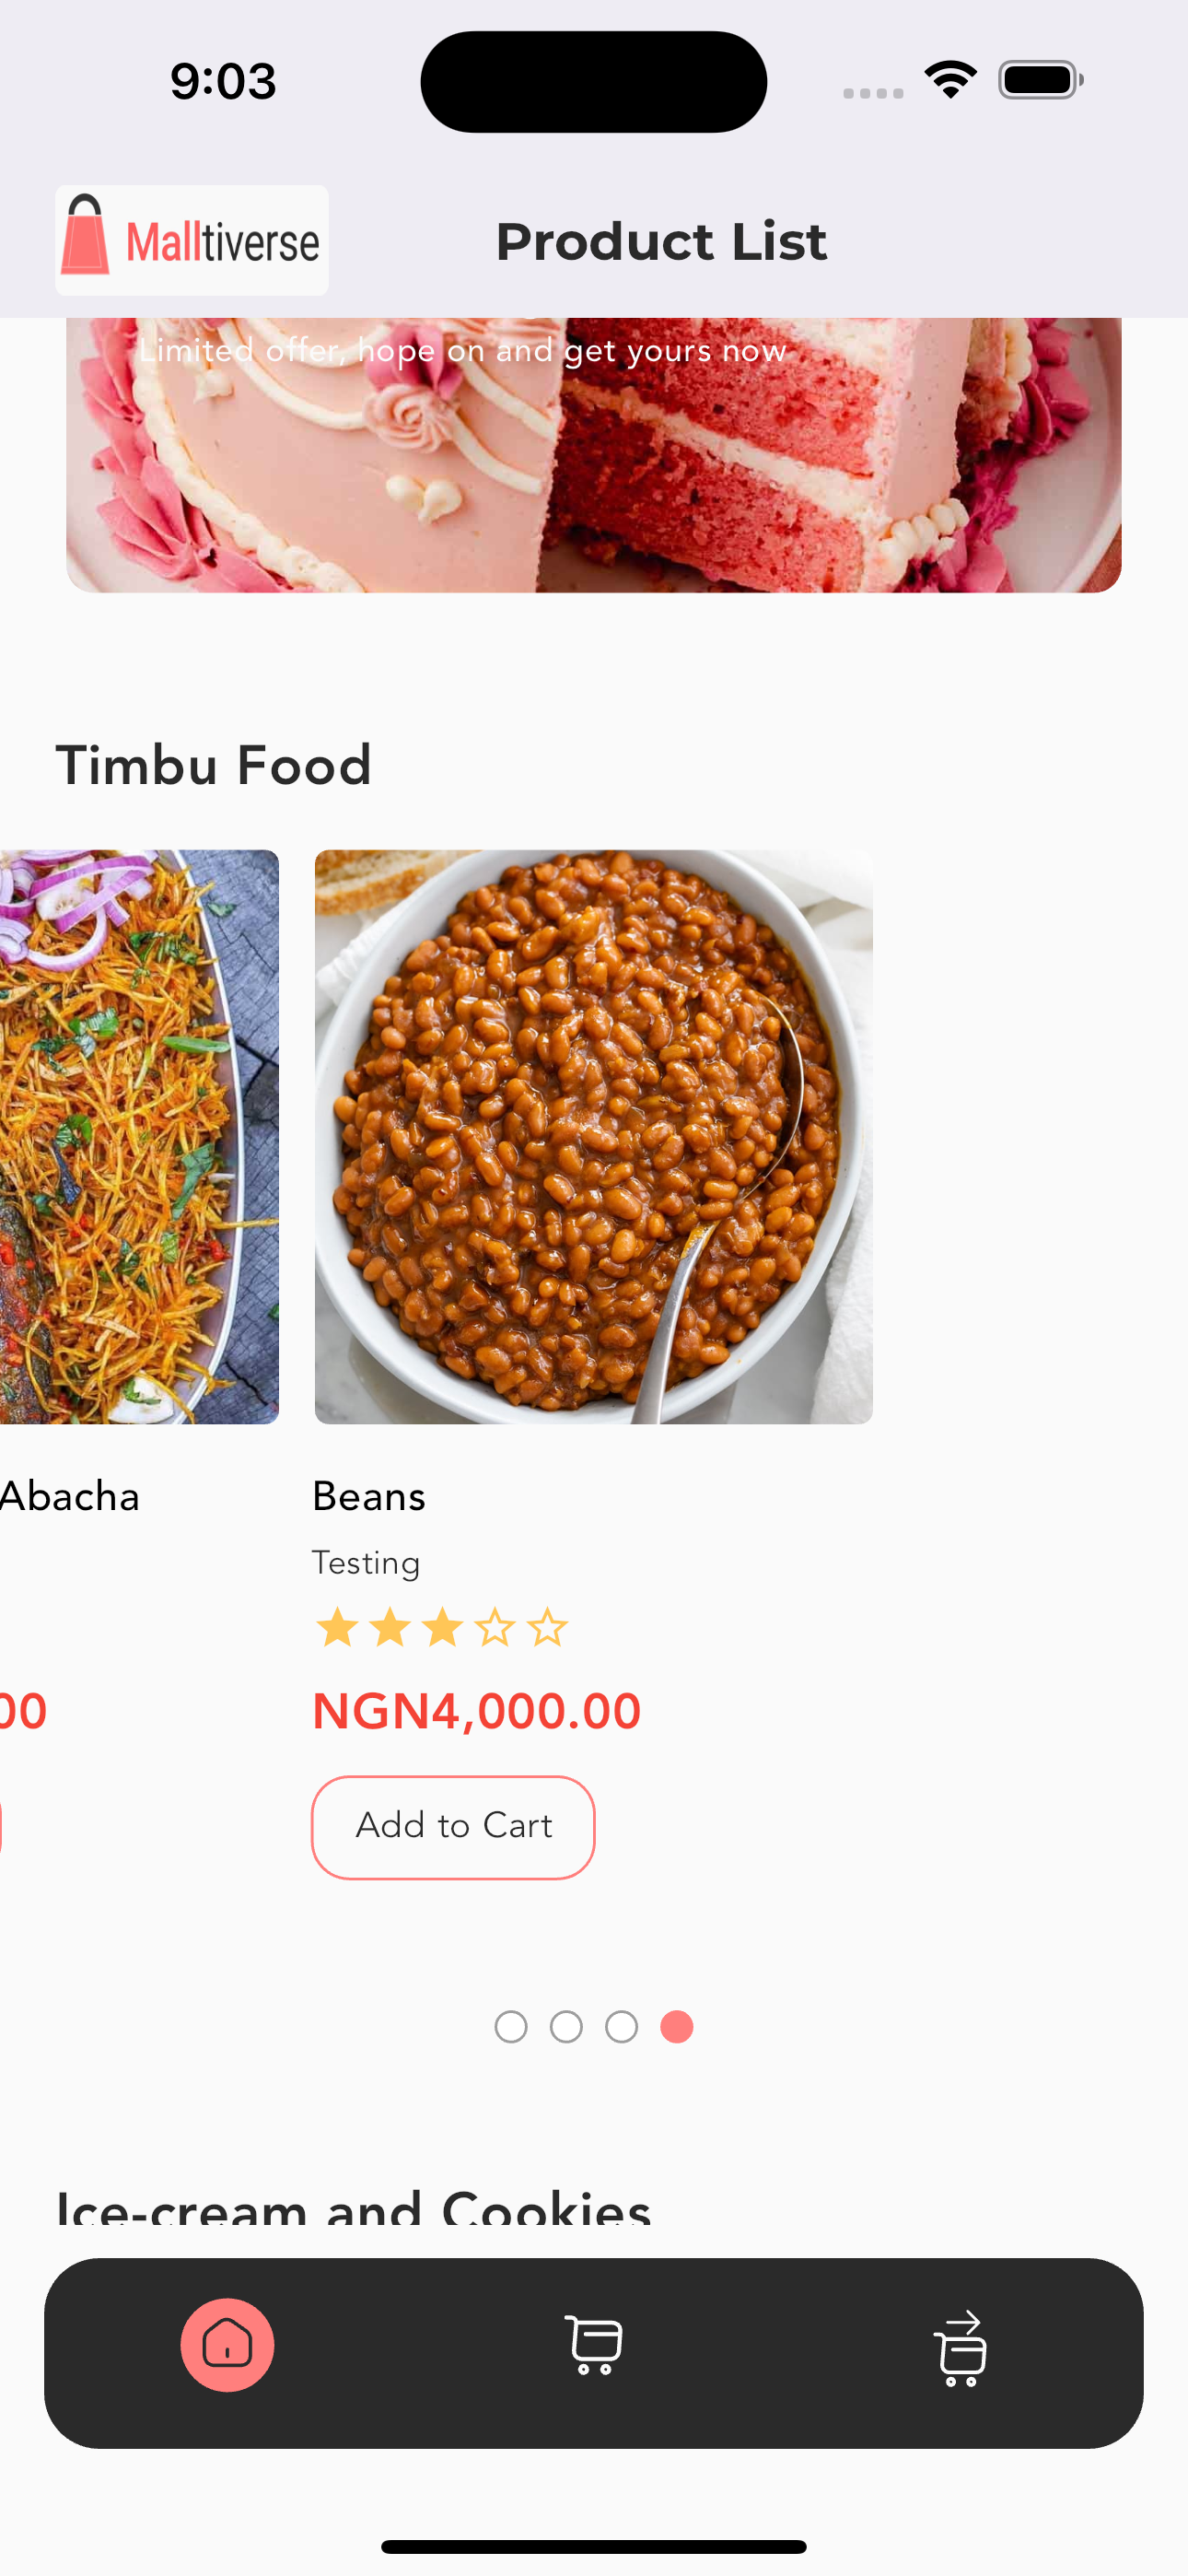 9:03
Malltiverse
Product List
Limited offer, hope on and get yours now
Timbu Food
Abacha
Beans
Testing
00
NGN4,000.00
Add to Cart
Ice-cream and Cookies